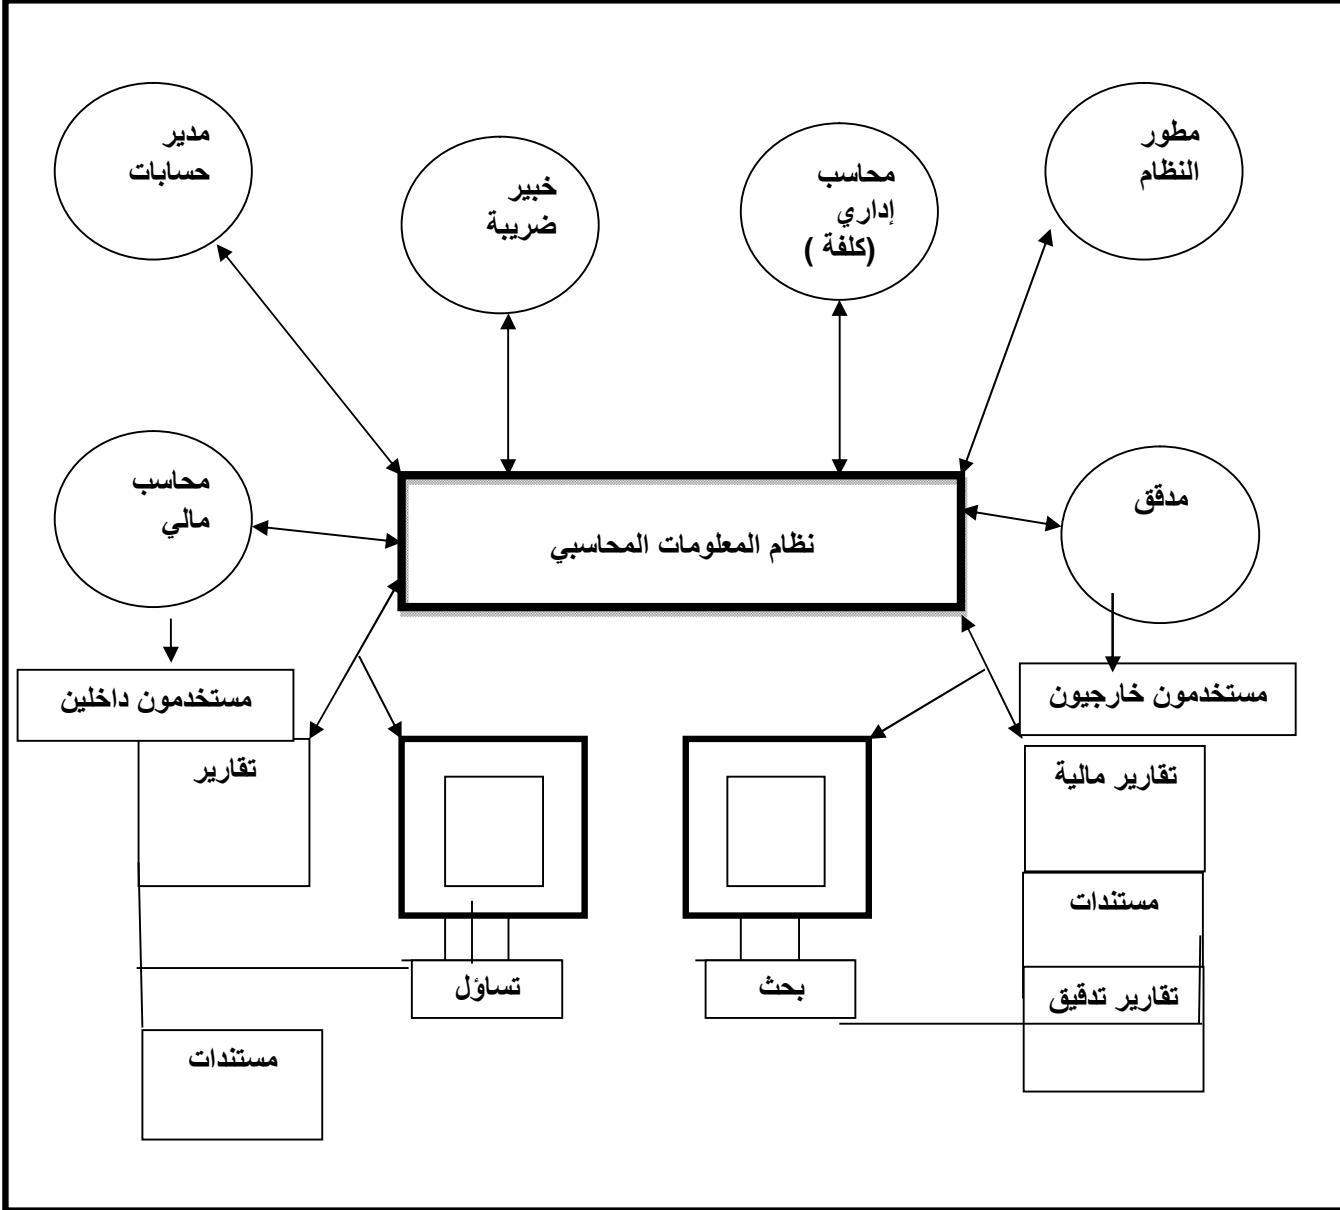 مطور
النظام
محاسب
إداري
(كلفة )
خبير
ضريبة
مدير
حسابات
مدقق
محاسب
مالي
نظام المعلومات المحاسبي
مستخدمون خارجيون
مستخدمون داخلين
تقارير مالية
تقارير
مستندات
تقارير تدقيق
بحث
تساؤل
مستندات